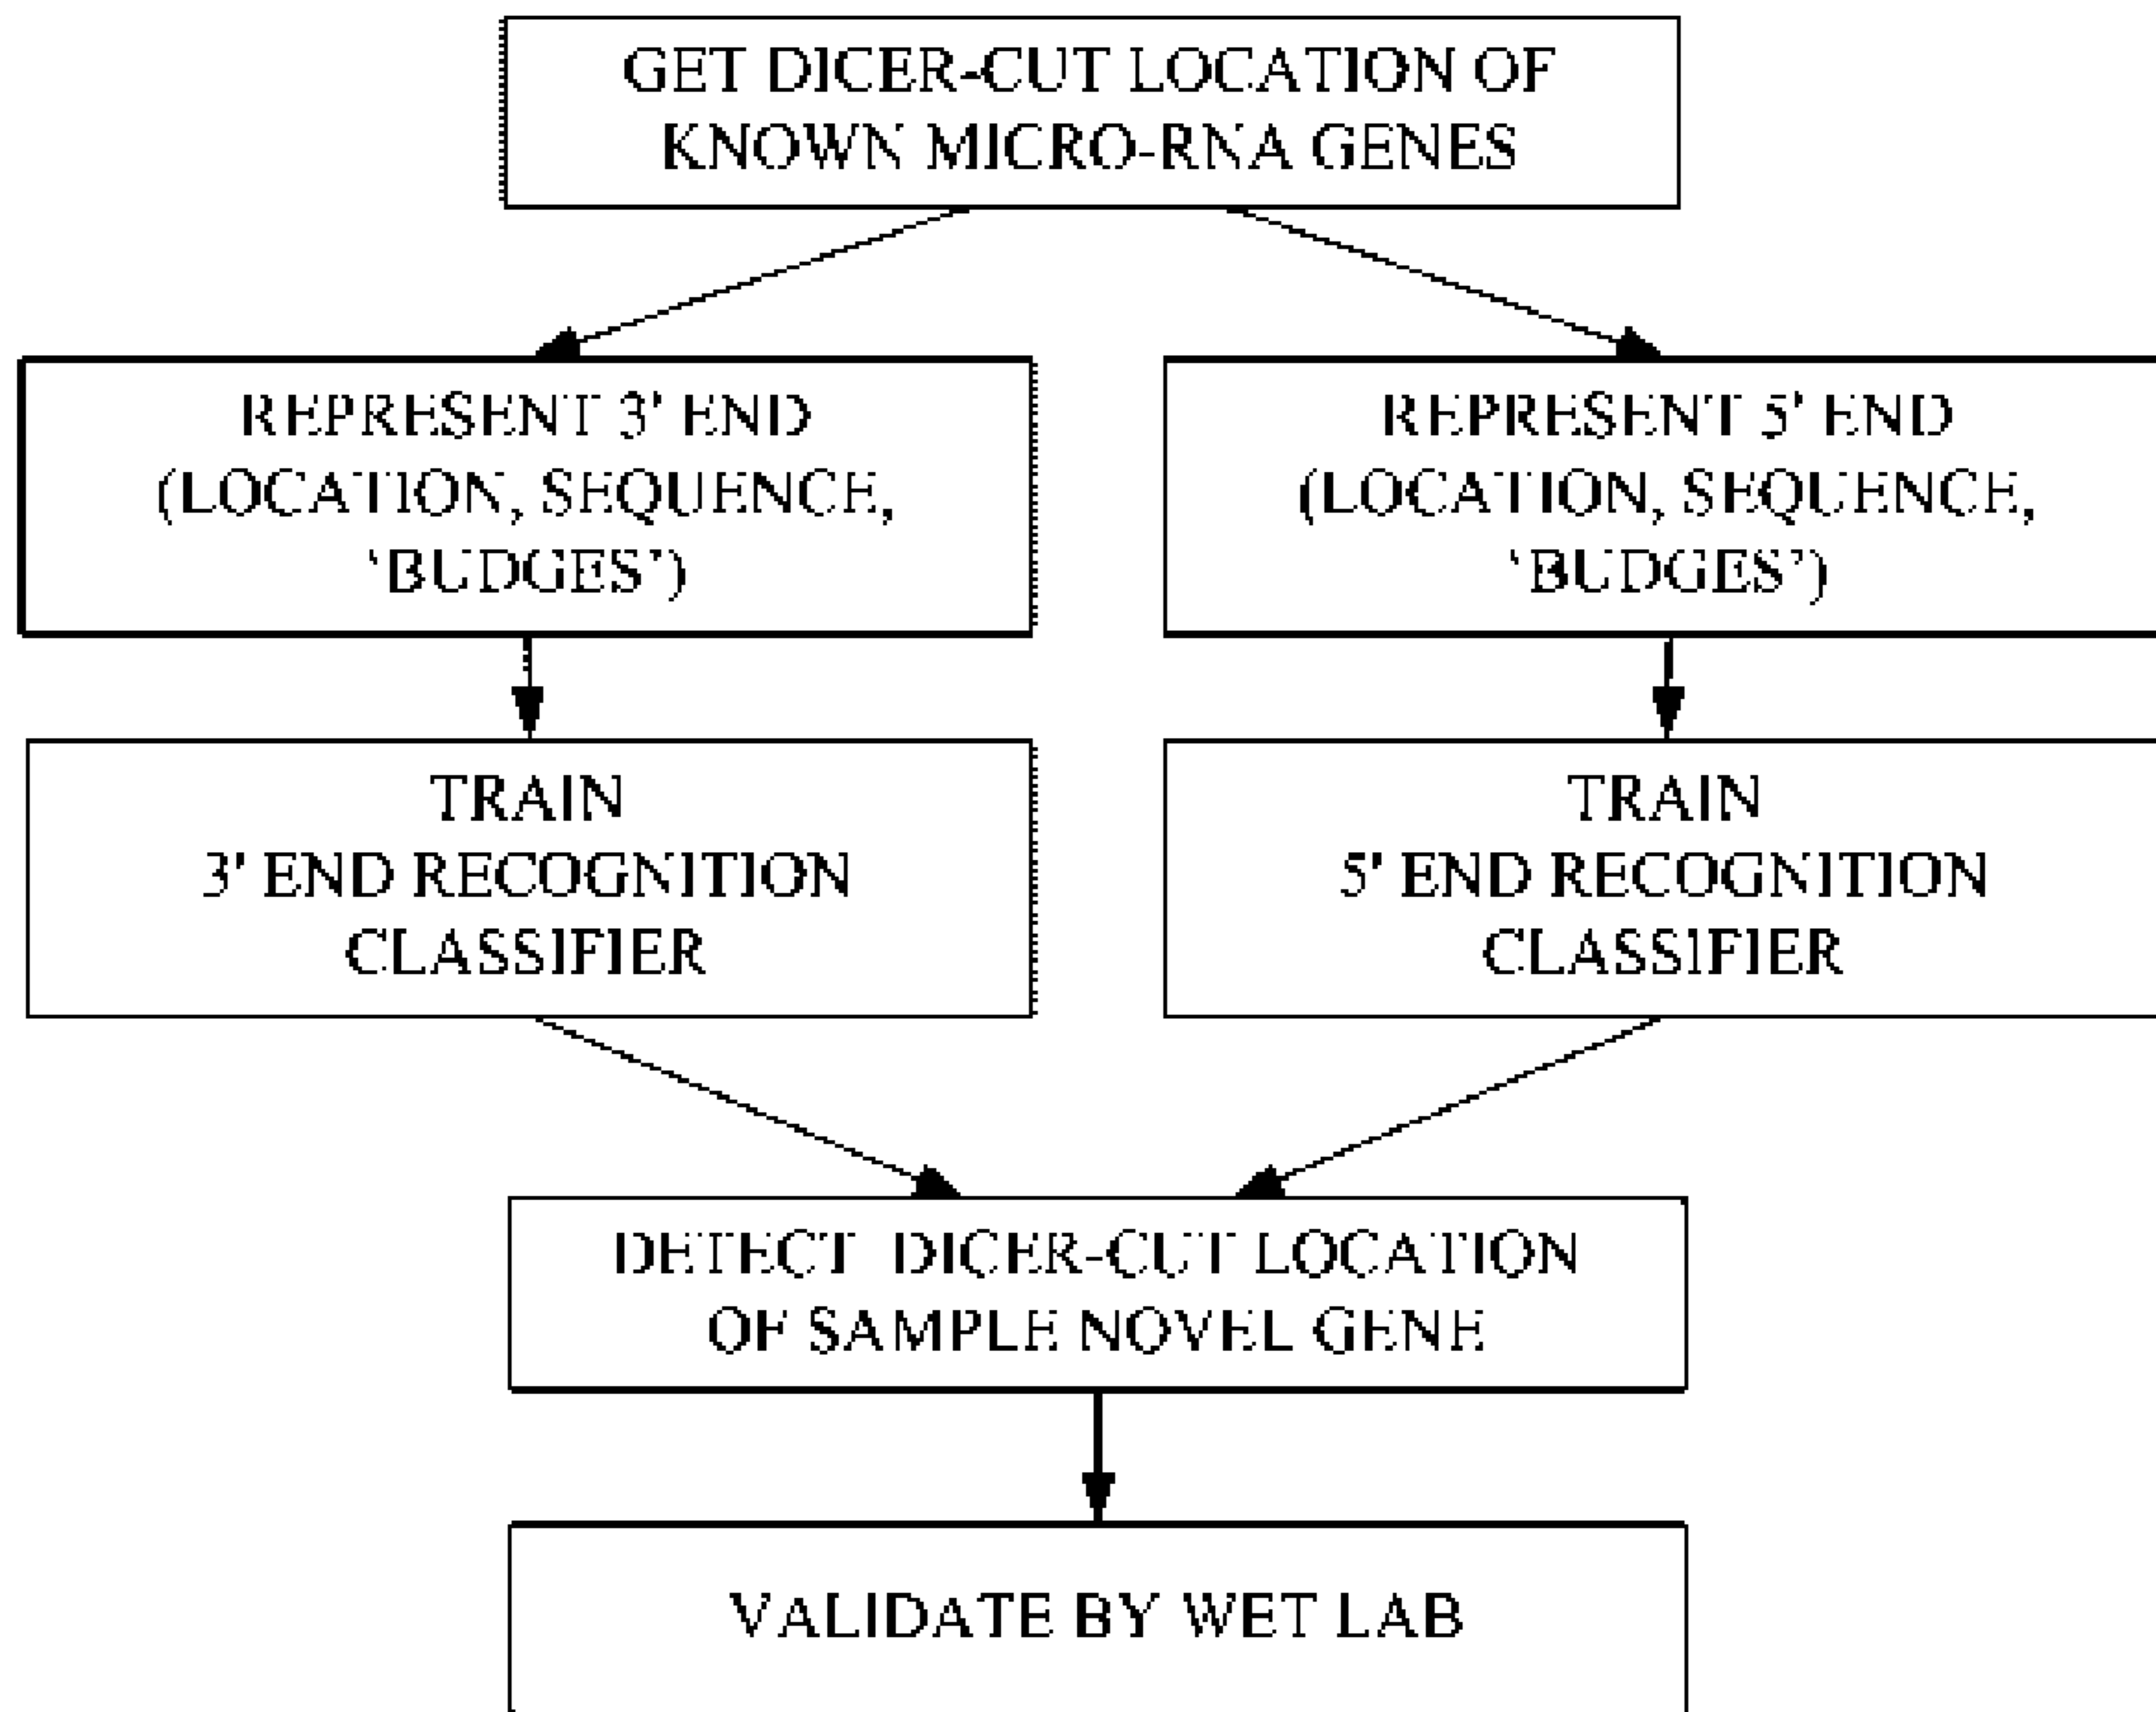 GET DICER-CUT LOCATION OF
KNOWN MICRO-RNA GENES
REPRESENT 3' END
(LOCATION, SEQUENCE,
'BUDGES')
REPRESENT 5' END
(LOCATION, SEQUENCE,
'BUDGES')
TRAIN
3' END RECOGNITION
CLASSIFIER
TRAIN
5' END RECOGNITION
CLASSIFIER
DETECT DICER-CUT LOCATION
OF SAMPLE NOVEL GENE
VALIDATE BY WET LAB